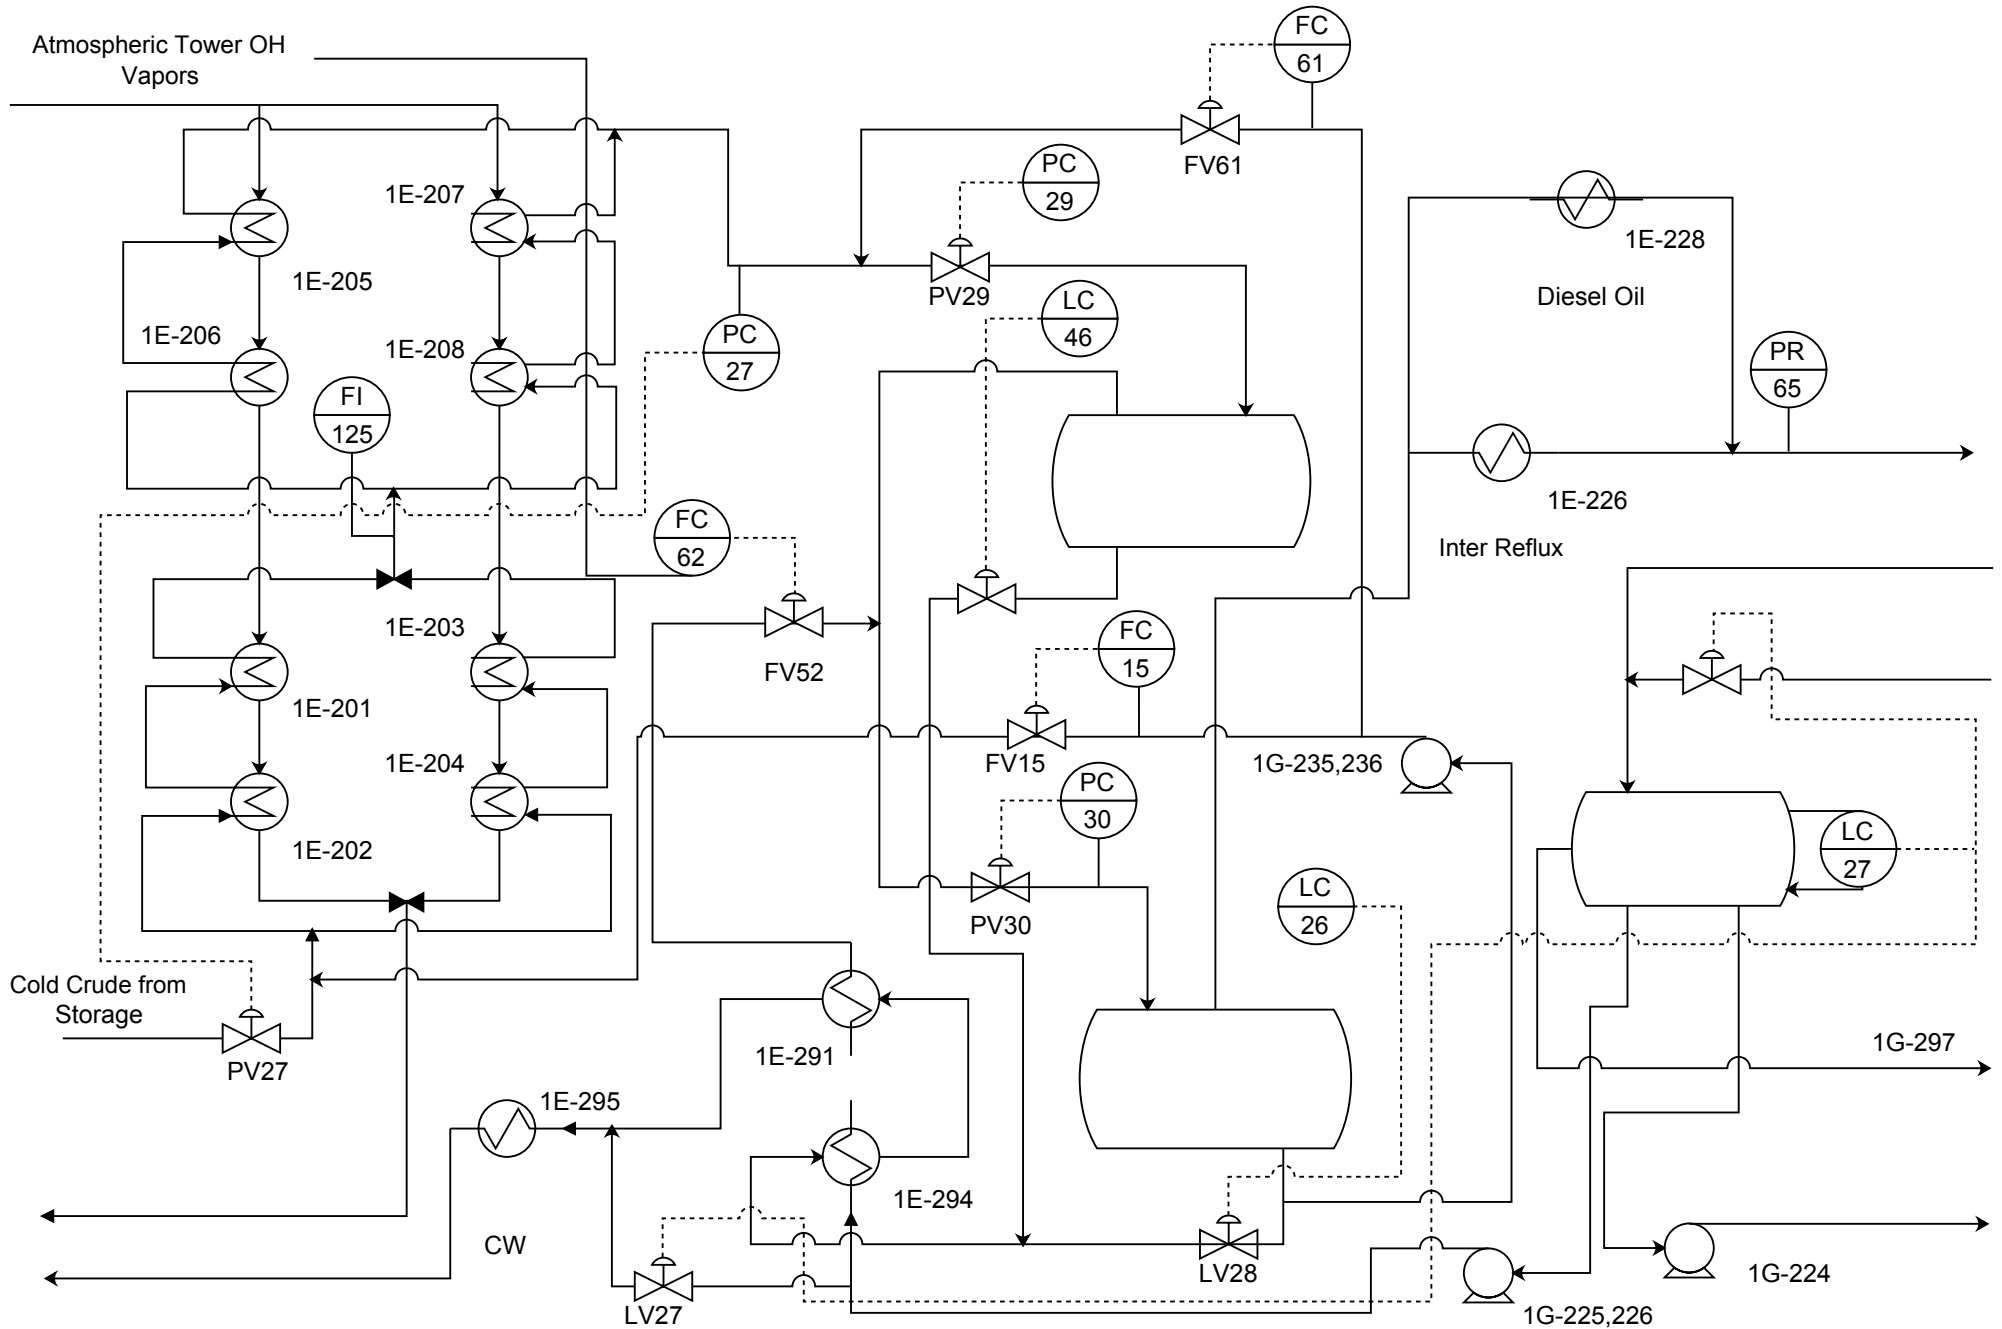 Atmospheric Tower OH
Vapors
FC
61
FV61
PC
29
PV29
1E-207
1E-205
1E-206
1E-208
FI
125
PC
27
LC
46
1E-228
Diesel Oil
PR
65
1E-226
Inter Reflux
FC
62
FV52
1E-203
1E-201
1E-204
1E-202
FC
15
FV15
1G-235,236
PC
30
PV30
LC
26
LC
27
Cold Crude from
Storage
PV27
1E-291
1E-295
1E-294
1G-297
CW
LV27
LV28
1G-224
1G-225,226